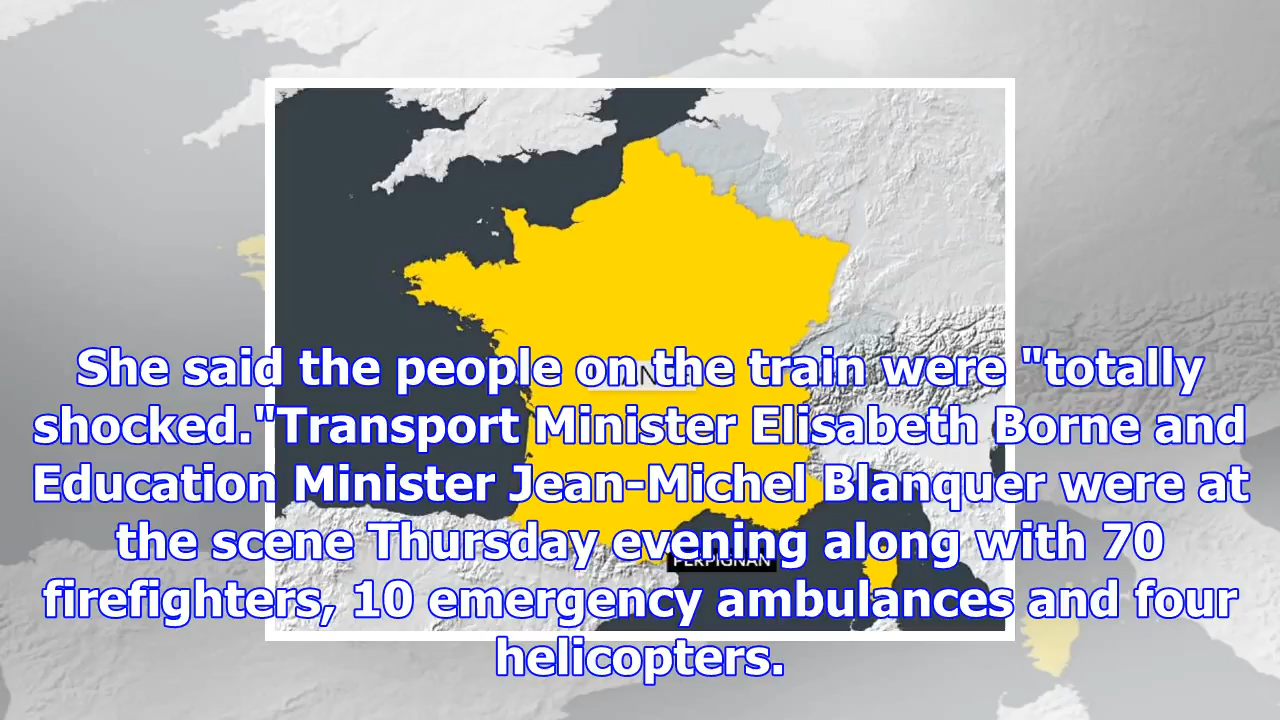 She said the people on the train were "totally
shocked."Transport Minister Elisabeth Borne and
Education Minister Jean-Michel Blanquer were at
the scene Thursday evening along with 70
PERPIGNAN
firefighters, 10 emergency ambulances and four
helicopters.